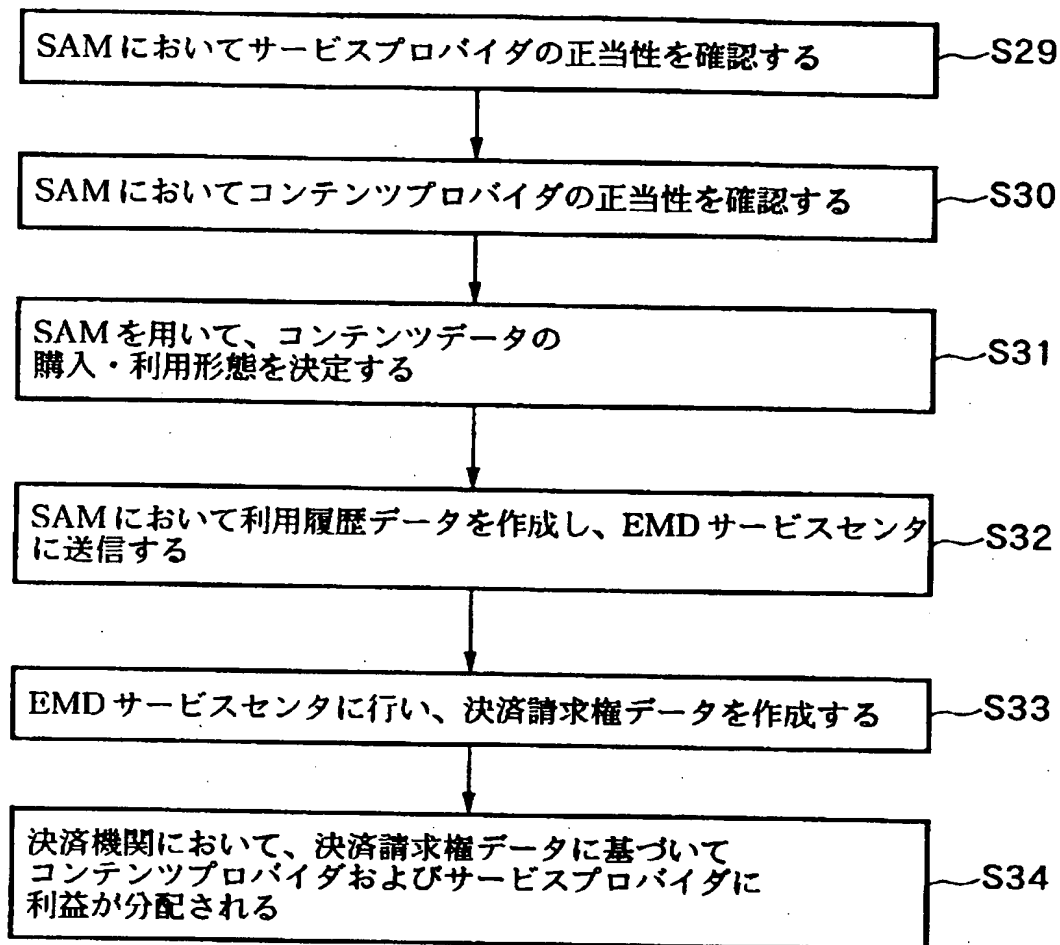 SAMにおいてサービスプロバイダの正当性を確認する
S29
SAMにおいてコンテンツプロバイダの正当性を確認する
S30
SAMを用いて、コンテンツデータの
購入・利用形態を決定する
S31
SAMにおいて利用履歴データを作成し、EMDサービスセンタ
に送信する
S32
EMDサービスセンタに行い、決済請求権データを作成する
S33
決済機関において、決済請求権データに基づいて
コンテンツプロバイダおよびサービスプロバイダに
利益が分配される
S34